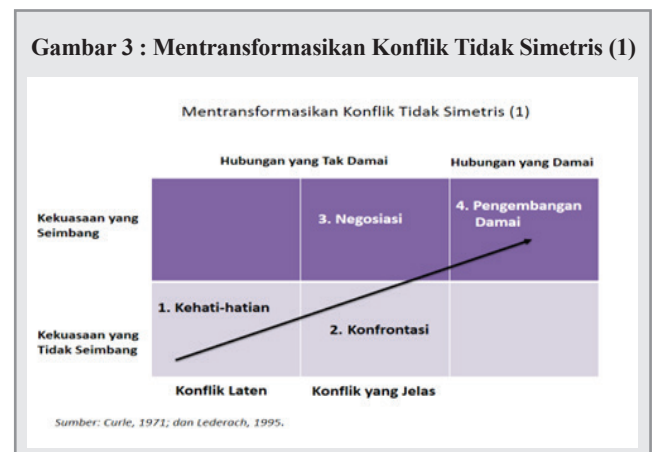 Gambar 3 : Mentransformasikan Konflik Tidak Simetris (1)
Mentransformasikan Konflik Tidak Simetris (1)
Hubungan yang Tak Damai
Hubungan yang Damai
Kekuasaan yang
Seimbang
3. Negosiasi
4. Pengembangan
Damai
1. Kehati-hatian
2. Konfrontasi
Kekuasaan yang
Tidak Seimbang
Konflik Laten
Konflik yang Jelas
Sumber: Curle, 1971; dan Lederach, 1995.